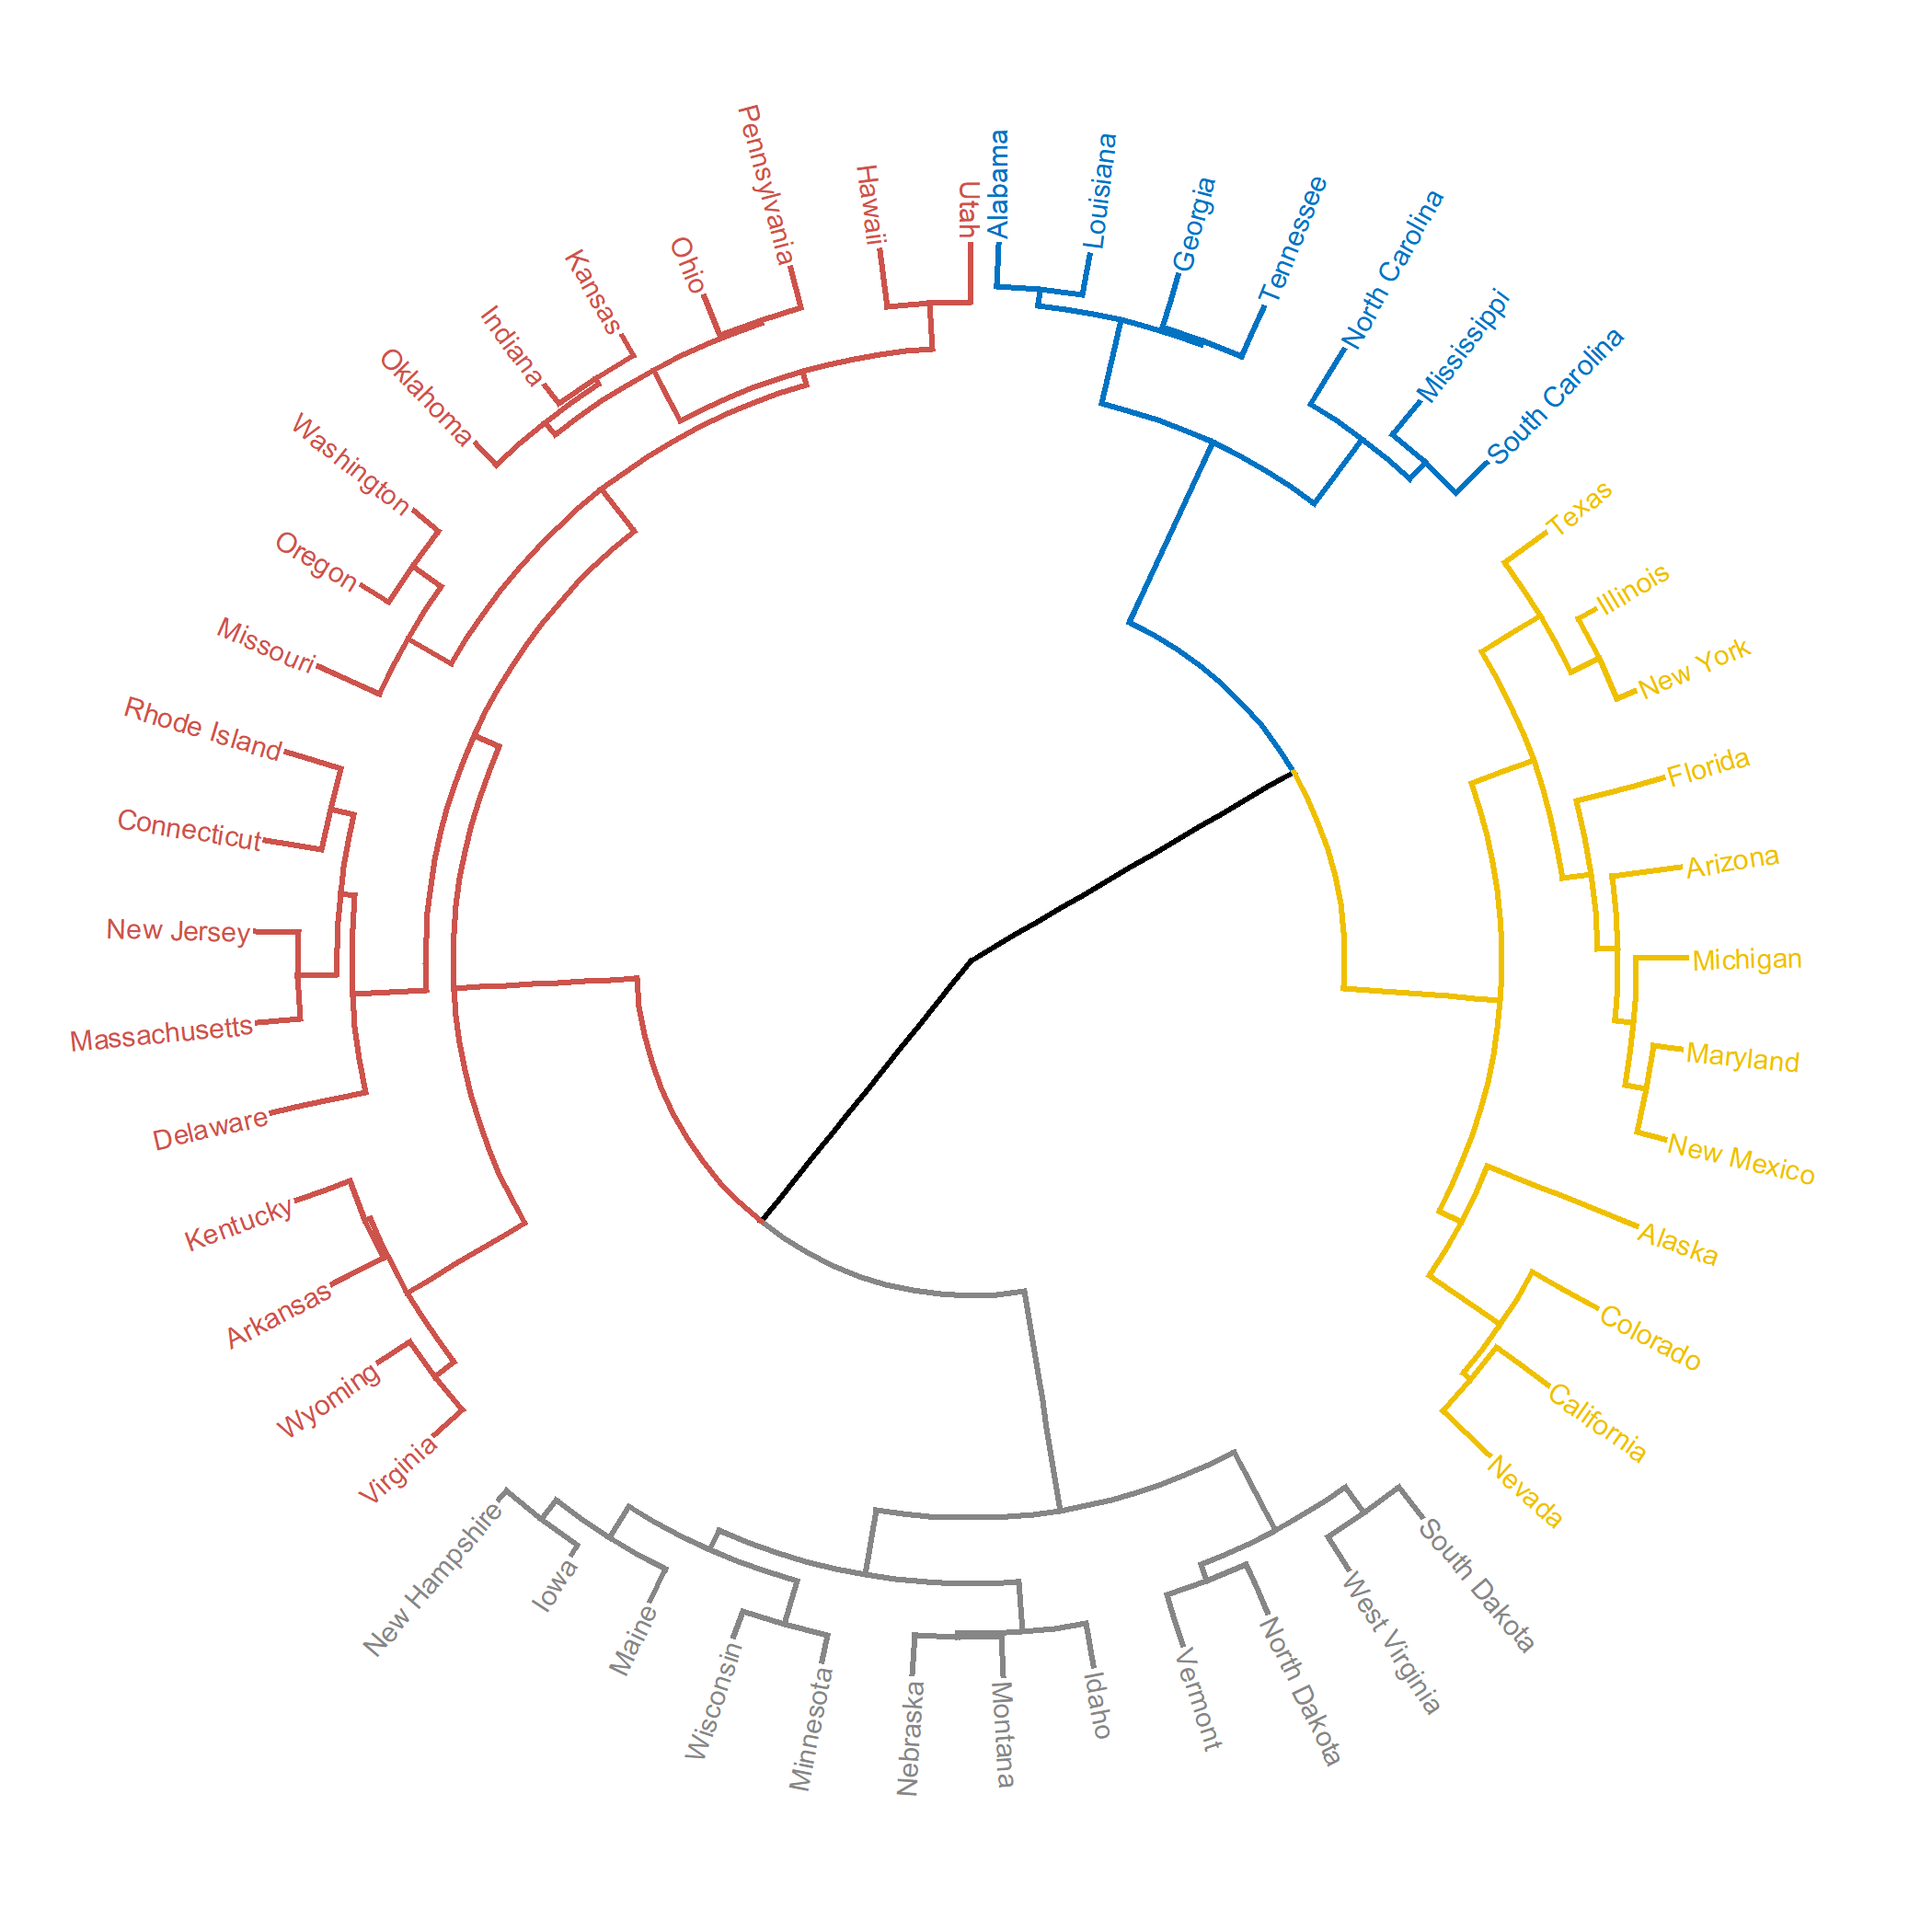 Alabama
Louisiana
Georgia
Tennessee
North Carolina
Mississippi
South Carolina
Texas
Illinois
New York
Florida
Arizona
Michigan
Maryland
New Mexico
Alaska
Colorado
California
Nevada
South Dakota
West Virginia
North Dakota
Vermont
Idaho
Montana
Nebraska
Minnesota
Wisconsin
Maine
Iowa
New Hampshire
Virginia
Wyoming
Arkansas
Kentucky
Delaware
Massachusetts
New Jersey
Connecticut
Rhode Island
Missouri
Oregon
Washington
Oklahoma
Indiana
Kansas
Ohio
Pennsylvania
Hawaii
Utah